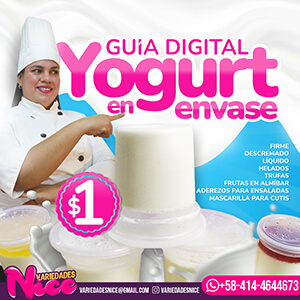 GUíA DIGITAL
Yogurt
en envase
FIRME
DESCREMADO
LÍQUIDO
HELADOS
TRUFAS
FRUTAS EN ALMÍBAR
ADEREZOS PARA ENSALADAS
MASCARILLA PARA CUTIS
$1
VARIEDADES
Nice
VARIEDADESNICE@GMAIL.COM
VARIEDADESNICE
+58-414-4644673